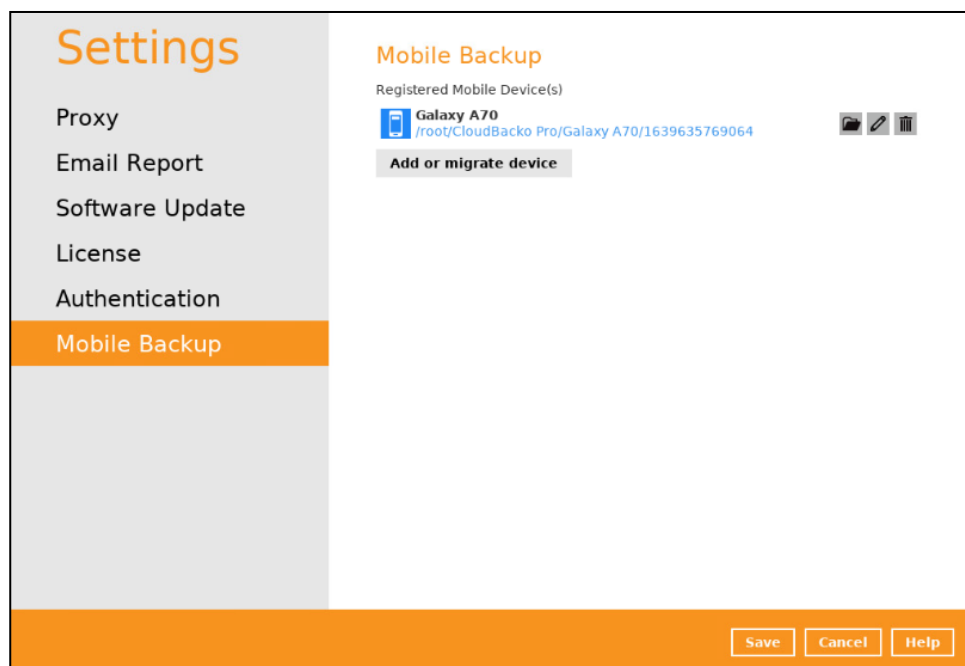 Settings
Proxy
Email Report
Software Update
License
Authentication
Mobile Backup
Mobile Backup
Registered Mobile Device(s)
Galaxy A70
/root/CloudBacko Pro/Galaxy A70/1639635769064
Add or migrate device
Save
Cancel
Help